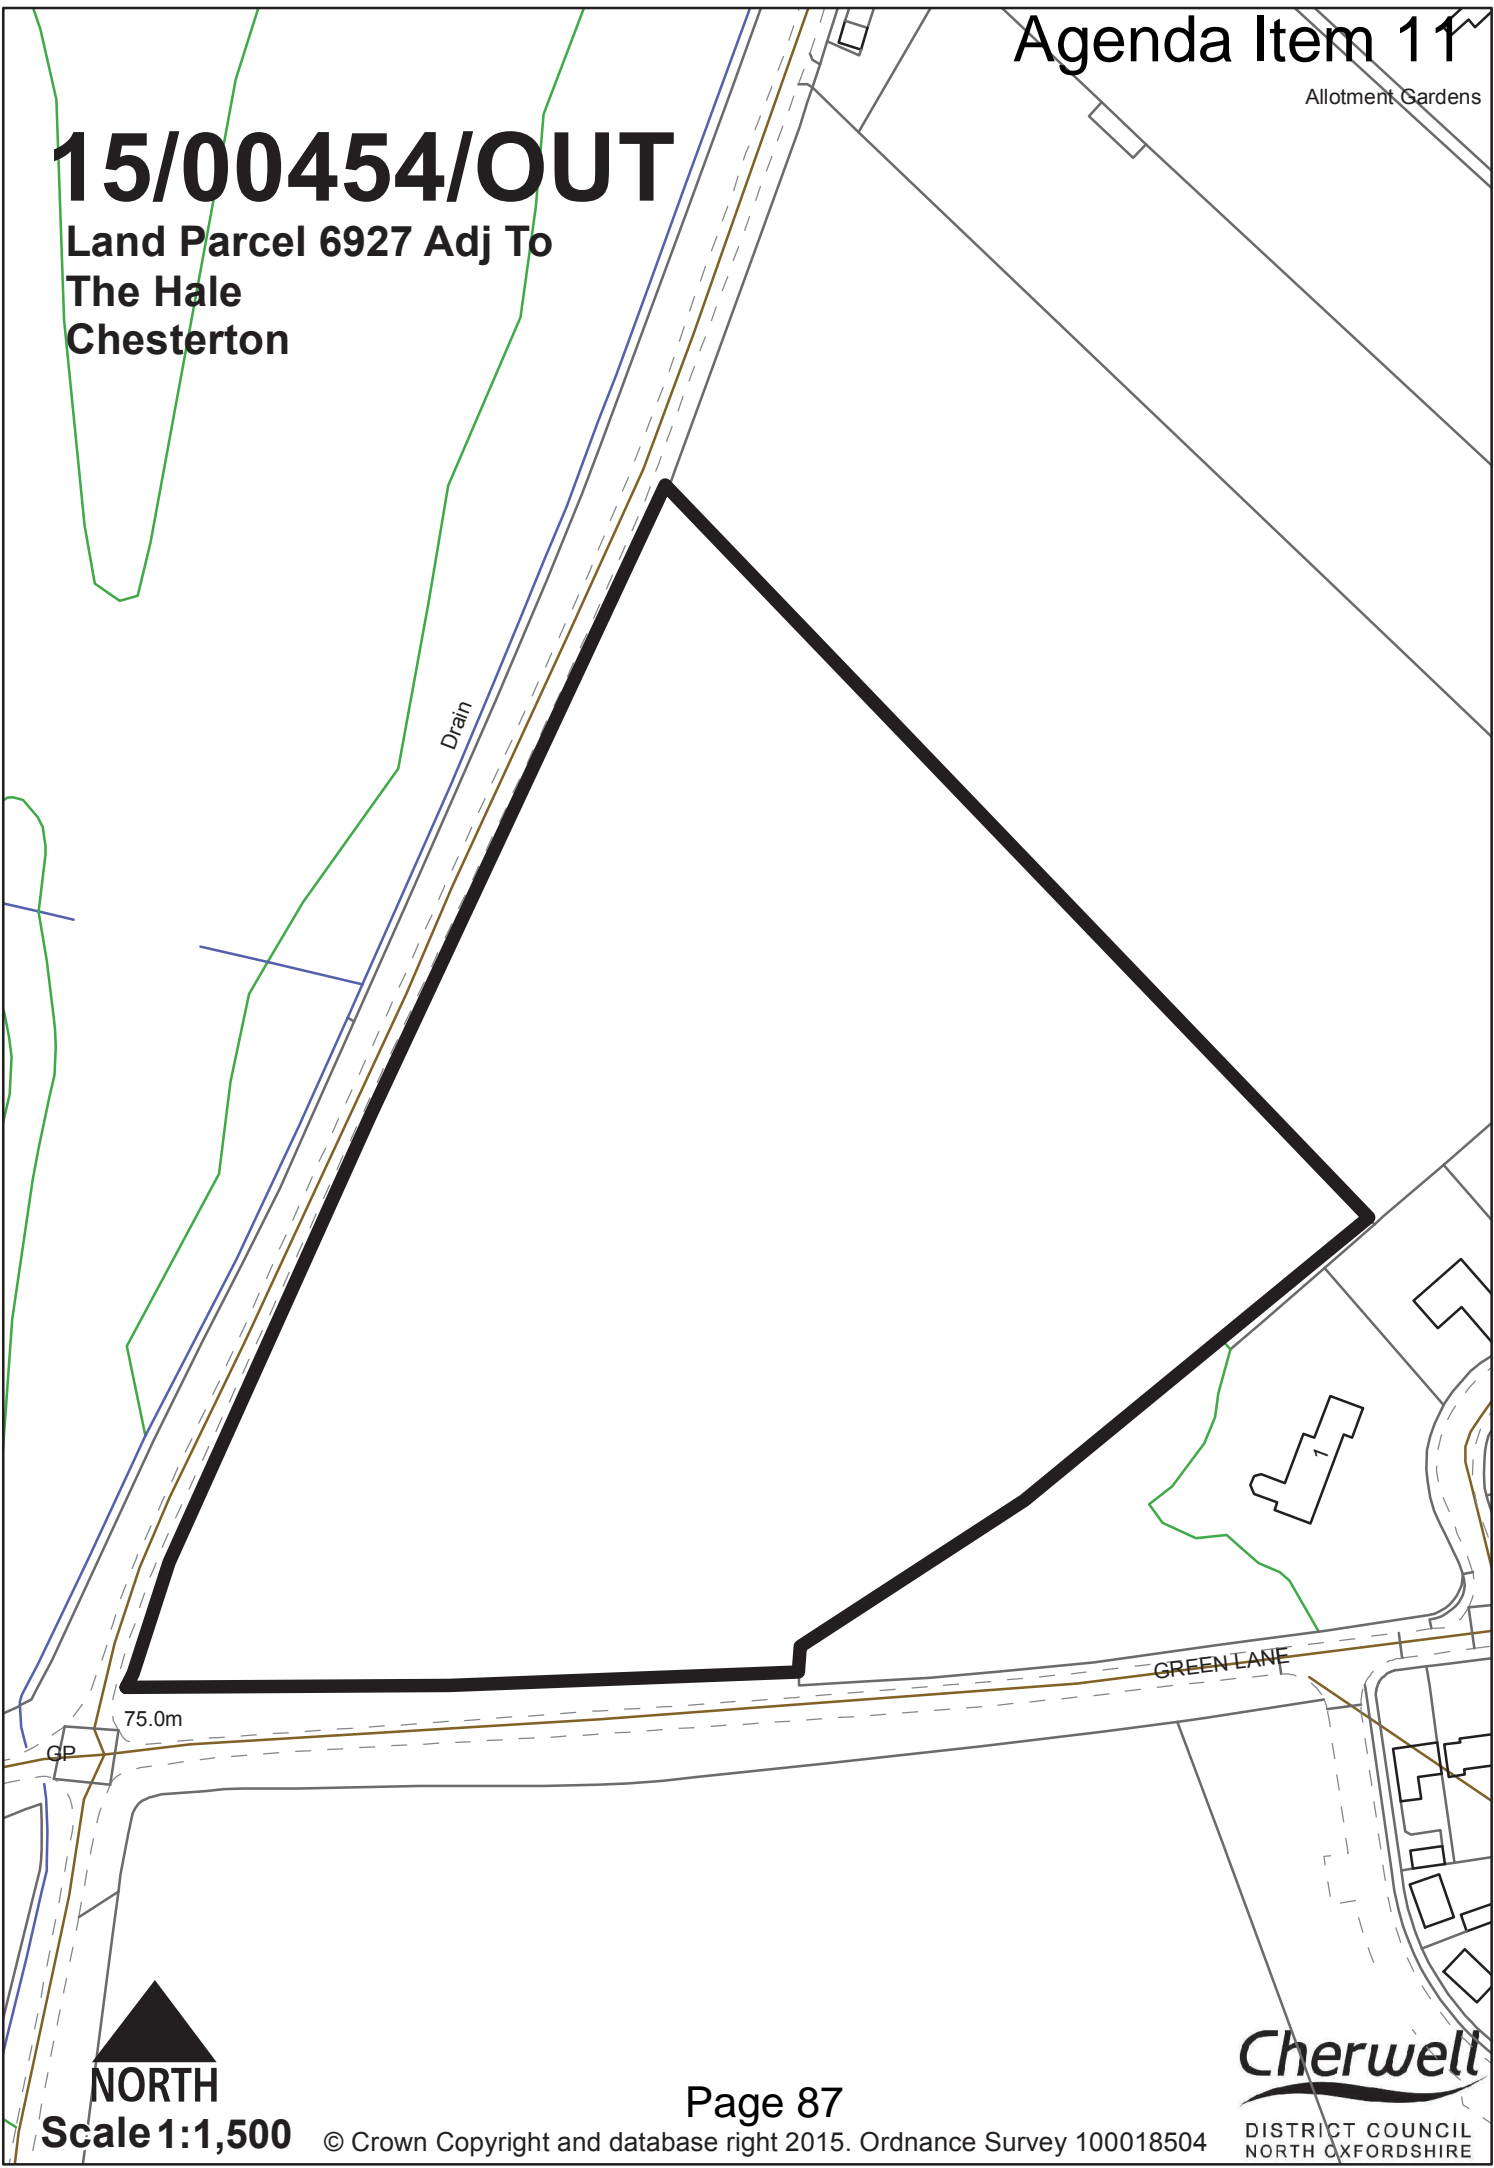 Agenda Item 11
Allotment Gardens
15/00454/OUT
Land Parcel 6927 Adj To
The Hale
Chesterton
Drain
1
GREEN LANE
75.0m
GP
NORTH
Scale 1:1,500
Page 87
© Crown Copyright and database right 2015. Ordnance Survey 100018504
Cherwell
DISTRICT COUNCIL
NORTH OXFORDSHIRE